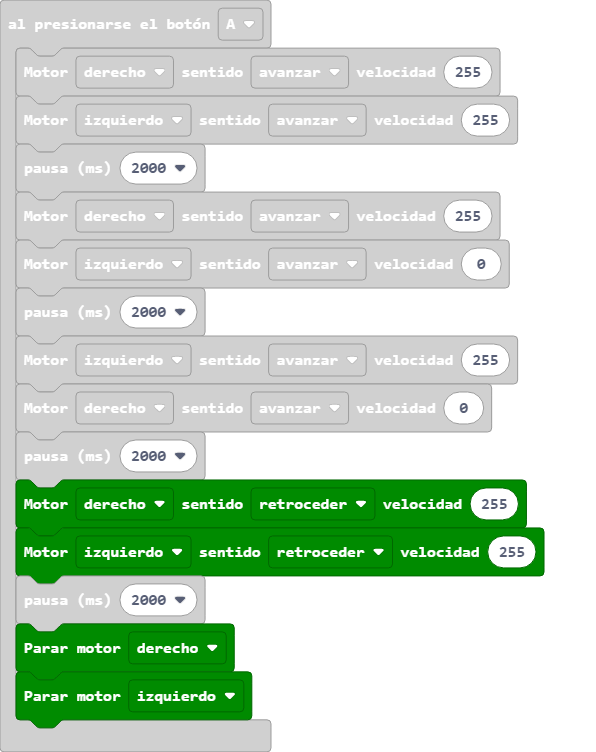 al presionarse el botón A
Motor derecho sentido avanzar velocidad 255
Motor izquierdo sentido avanzar velocidad 255
pausa (ms) 2000
Motor derecho sentido avanzar velocidad 255
Motor izquierdo sentido avanzar velocidad 0
pausa (ms) 2000
Motor izquierdo sentido avanzar velocidad 255
Motor derecho sentido avanzar velocidad 0
pausa (ms) 2000
Motor derecho sentido retroceder velocidad 255
Motor izquierdo sentido retroceder velocidad 255
pausa (ms) 2000
Parar motor derecho
Parar motor izquierdo